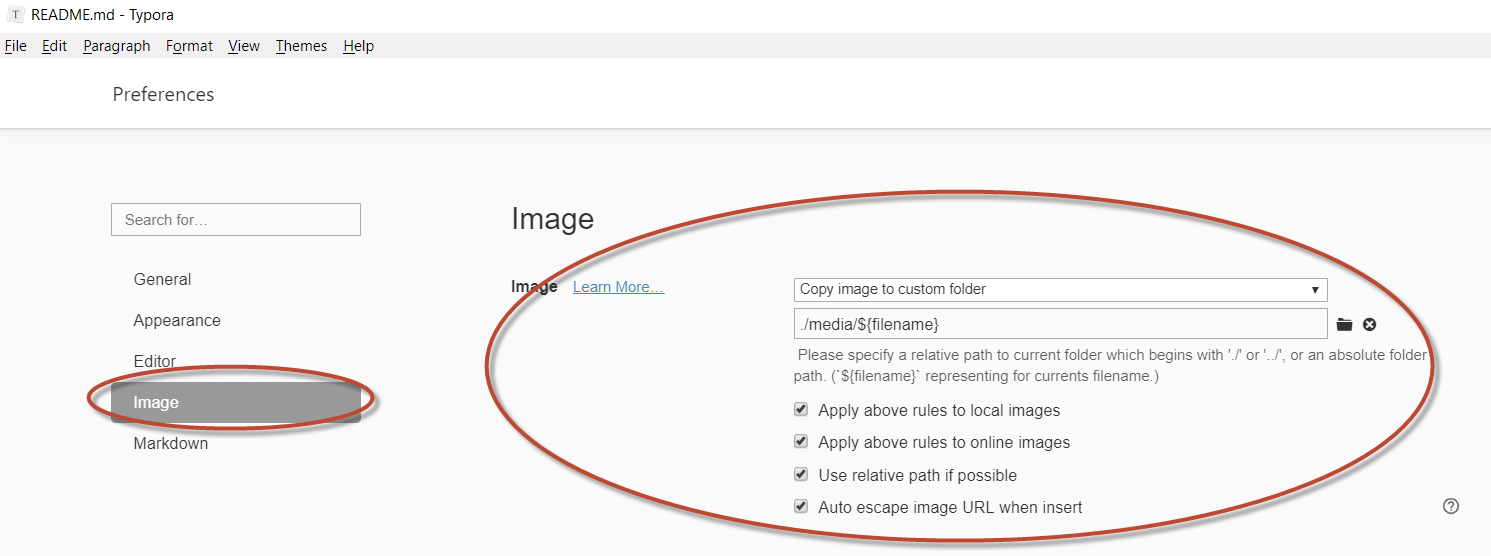 T README.md - Typora
File Edit Paragraph Format View Themes Help
Preferences
Search for...
General
Appearance
Editor
Image
Markdown
Image
Image Learn More...
Copy image to custom folder
./media/${filename}
Please specify a relative path to current folder which begins with './' or '../', or an absolute folder
path. (`${filename}` representing for currents filename.)
Apply above rules to local images
Apply above rules to online images
Use relative path if possible
Auto escape image URL when insert
?